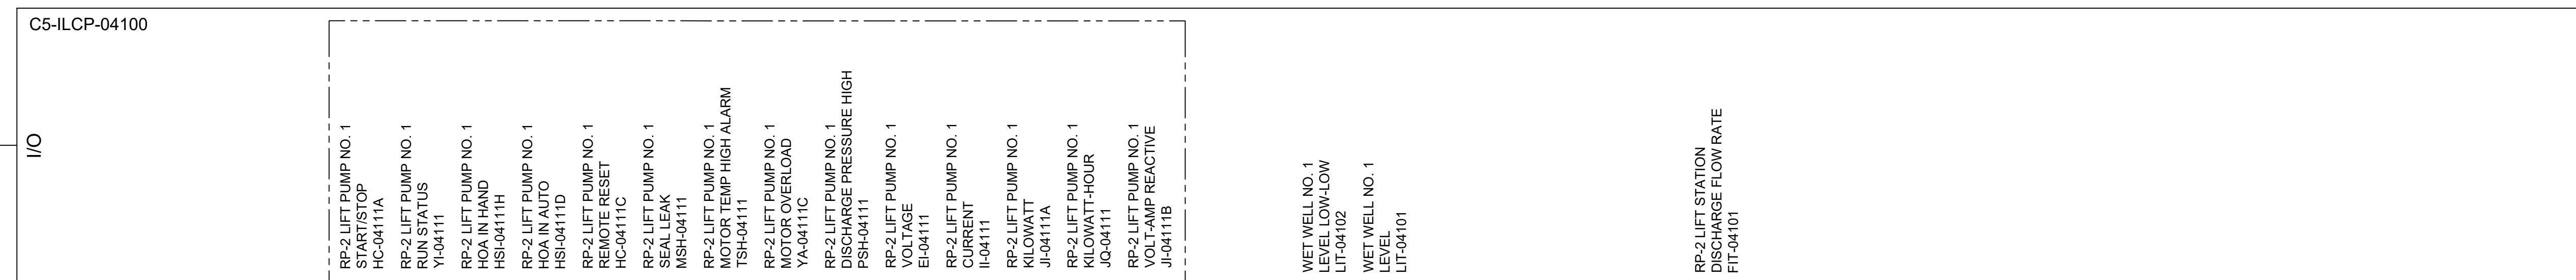 C5-ILCP-04100
I/O
RP-2 LIFT PUMP NO. 1
START/STOP
HC-04111A
RP-2 LIFT PUMP NO. 1
RUN STATUS
YI-04111
RP-2 LIFT PUMP NO. 1
HOA IN HAND
HSI-04111H
RP-2 LIFT PUMP NO. 1
HOA IN AUTO
HSI-04111D
RP-2 LIFT PUMP NO. 1
REMOTE RESET
HC-04111C
RP-2 LIFT PUMP NO. 1
SEAL LEAK
MSH-04111
RP-2 LIFT PUMP NO. 1
MOTOR TEMP HIGH ALARM
TSH-04111
RP-2 LIFT PUMP NO. 1
MOTOR OVERLOAD
YA-04111C
RP-2 LIFT PUMP NO. 1
DISCHARGE PRESSURE HIGH
PSH-04111
RP-2 LIFT PUMP NO. 1
VOLTAGE
EI-04111
RP-2 LIFT PUMP NO. 1
CURRENT
II-04111
RP-2 LIFT PUMP NO. 1
KILOWATT
JI-04111A
RP-2 LIFT PUMP NO. 1
KILOWATT-HOUR
JQ-04111
RP-2 LIFT PUMP NO. 1
VOLT-AMP REACTIVE
JI-04111B
WET WELL NO. 1
LEVEL LOW-LOW
LIT-04102
WET WELL NO. 1
LEVEL
LIT-04101
RP-2 LIFT STATION
DISCHARGE FLOW RATE
FIT-04101